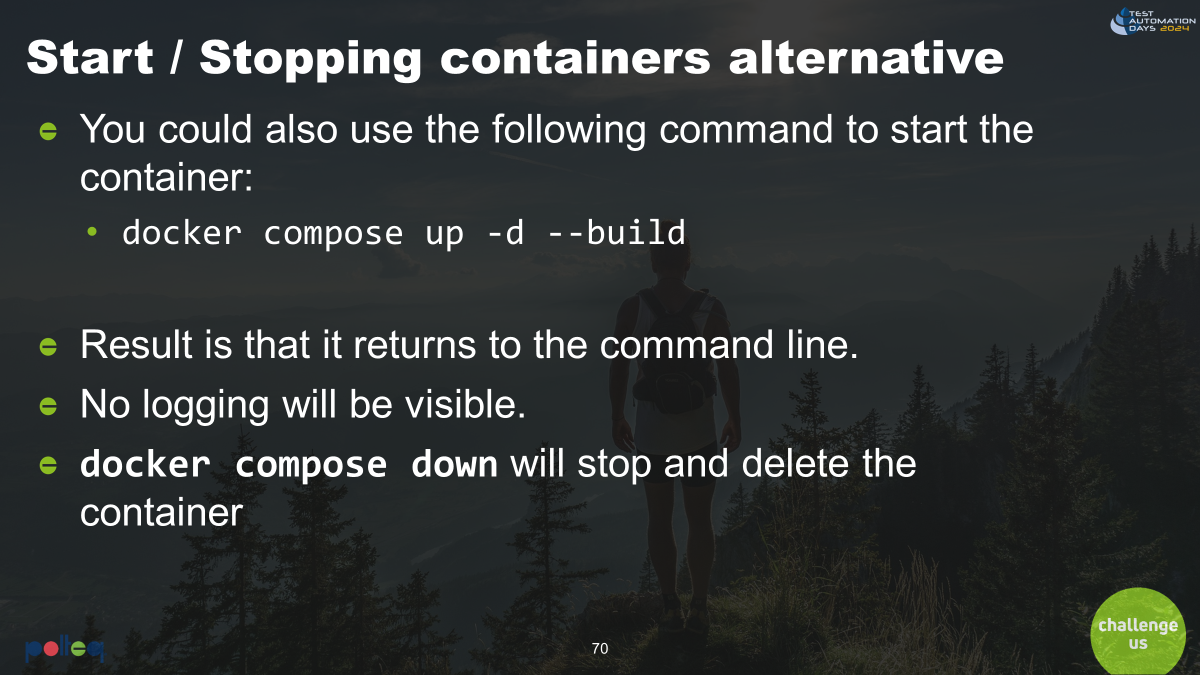 TEST
AUTOMATION
DAYS 2024
Start / Stopping containers alternative
You could also use the following command to start the
container:
docker compose up -d --build
Result is that it returns to the command line.
No logging will be visible.
docker compose down will stop and delete the
container
polteq
70
challenge
us